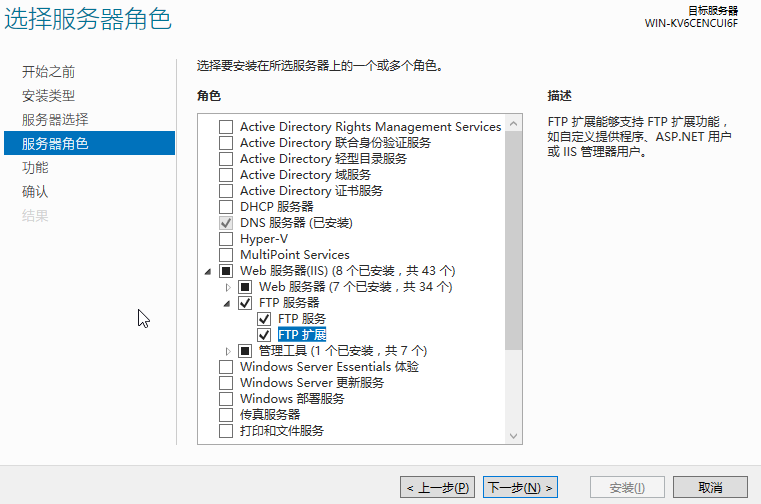 选择服务器角色
目标服务器
WIN-KV6CENCUI6F
开始之前
安装类型
服务器选择
服务器角色
功能
确认
结果
选择要安装在所选服务器上的一个或多个角色。
角色
Active Directory Rights Management Services
Active Directory 联合身份验证服务
Active Directory 轻型目录服务
Active Directory 域服务
Active Directory 证书服务
DHCP 服务器
DNS 服务器 (已安装)
Hyper-V
MultiPoint Services
Web 服务器(IIS) (8 个已安装，共 43 个)
Web 服务器 (7 个已安装，共 34 个)
FTP 服务器
FTP 服务
FTP 扩展
管理工具 (1 个已安装，共 7 个)
Windows Server Essentials 体验
Windows Server 更新服务
Windows 部署服务
传真服务器
打印和文件服务
描述
FTP 扩展能够支持 FTP 扩展功能，
如自定义提供程序、ASP.NET 用户
或 IIS 管理器用户。
< 上一步(P)
下一步(N) >
安装(I)
取消